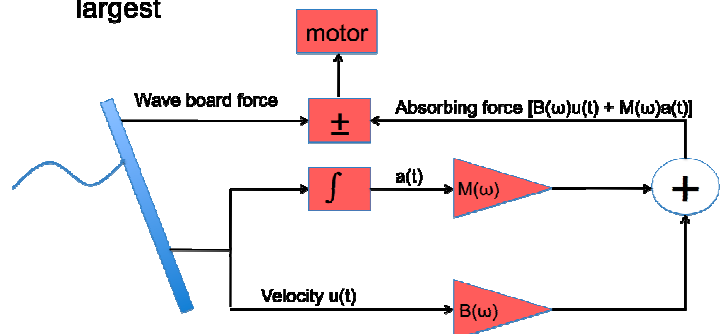 largest
motor
Wave board force
±
Absorbing force [B(ω)u(t) + M(ω)a(t)]
∫
a(t)
M(ω)
+
Velocity u(t)
B(ω)